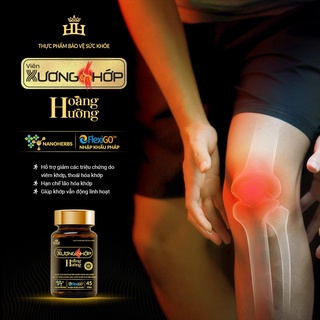 HH
THỰC PHẨM BẢO VỆ SỨC KHỎE
Viên
XƯƠNG KHỚP
Hoàng
Hường
NANOHERBS
FlexiGO™
NHẬP KHẨU PHÁP
• Hỗ trợ giảm các triệu chứng do
viêm khớp, thoái hóa khớp
• Hạn chế lão hóa khớp
• Giúp khớp vận động linh hoạt
Viên
XƯƠNG KHỚP
Hoàng
Hường
FlexiGO
45